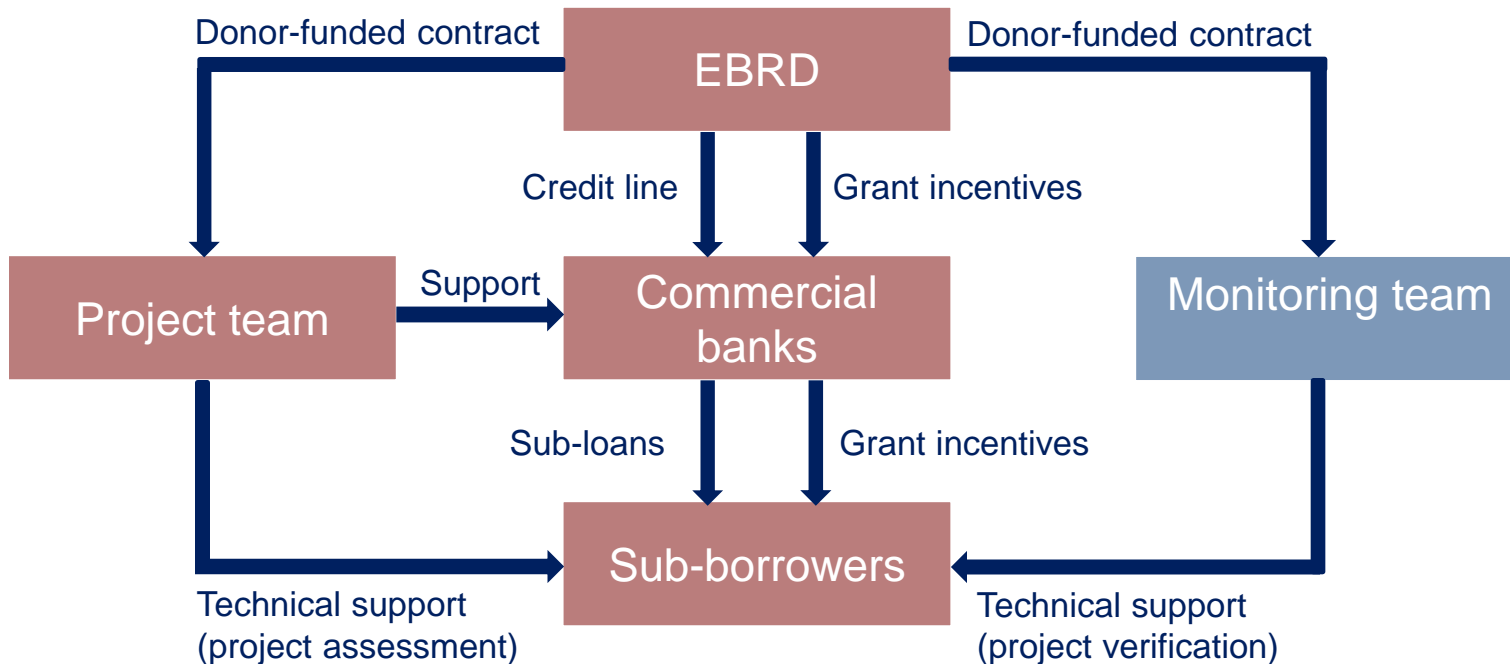 Donor-funded contract
EBRD
Donor-funded contract
Credit line
Grant incentives
Project team
Support
Commercial
banks
Monitoring team
Sub-loans
Grant incentives
Sub-borrowers
Technical support
(project assessment)
Technical support
(project verification)